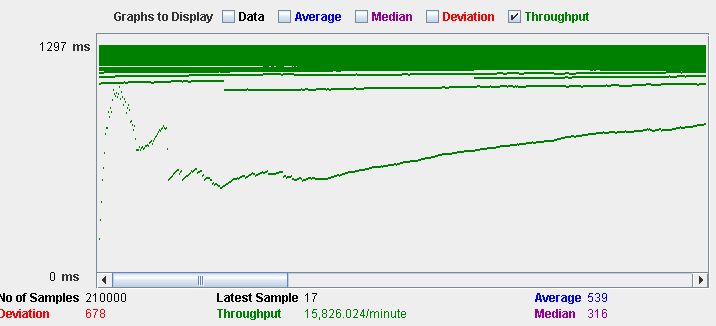 Graphs to Display Data Average Median Deviation Throughput
1297 ms
0 ms
No of Samples 210000 Latest Sample 17 Average 539
Deviation 678 Throughput 15,826.024/minute Median 316